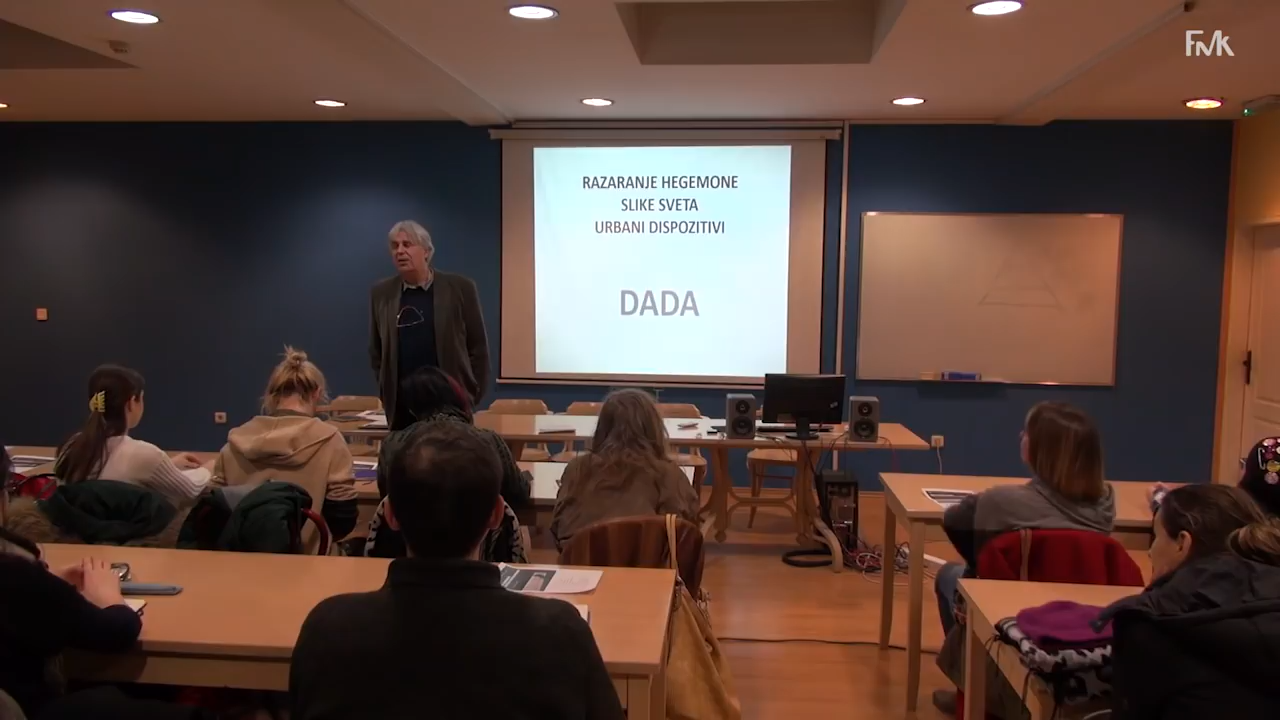 FMK
RAZARANJE HEGEMONE
SLIKE SVETA
URBANI DISPOZITIVI
DADA